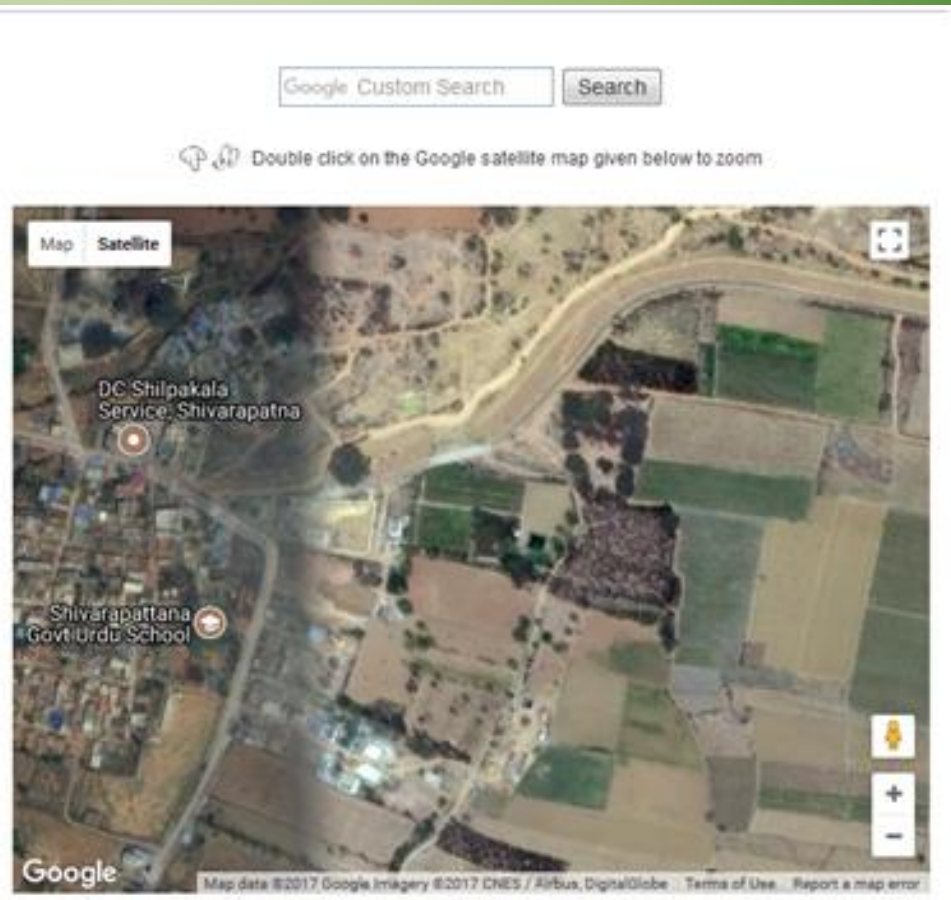 Google Custom Search
Search
Double click on the Google satellite map given below to zoom
Map Satellite
DC Shilpakala
Service, Shivarapatna
Shivarapattana
Govt Urdu School
+
−
Google
Map data ©2017 Google Imagery ©2017 CNES / Airbus, DigitalGlobe Terms of Use Report a map error